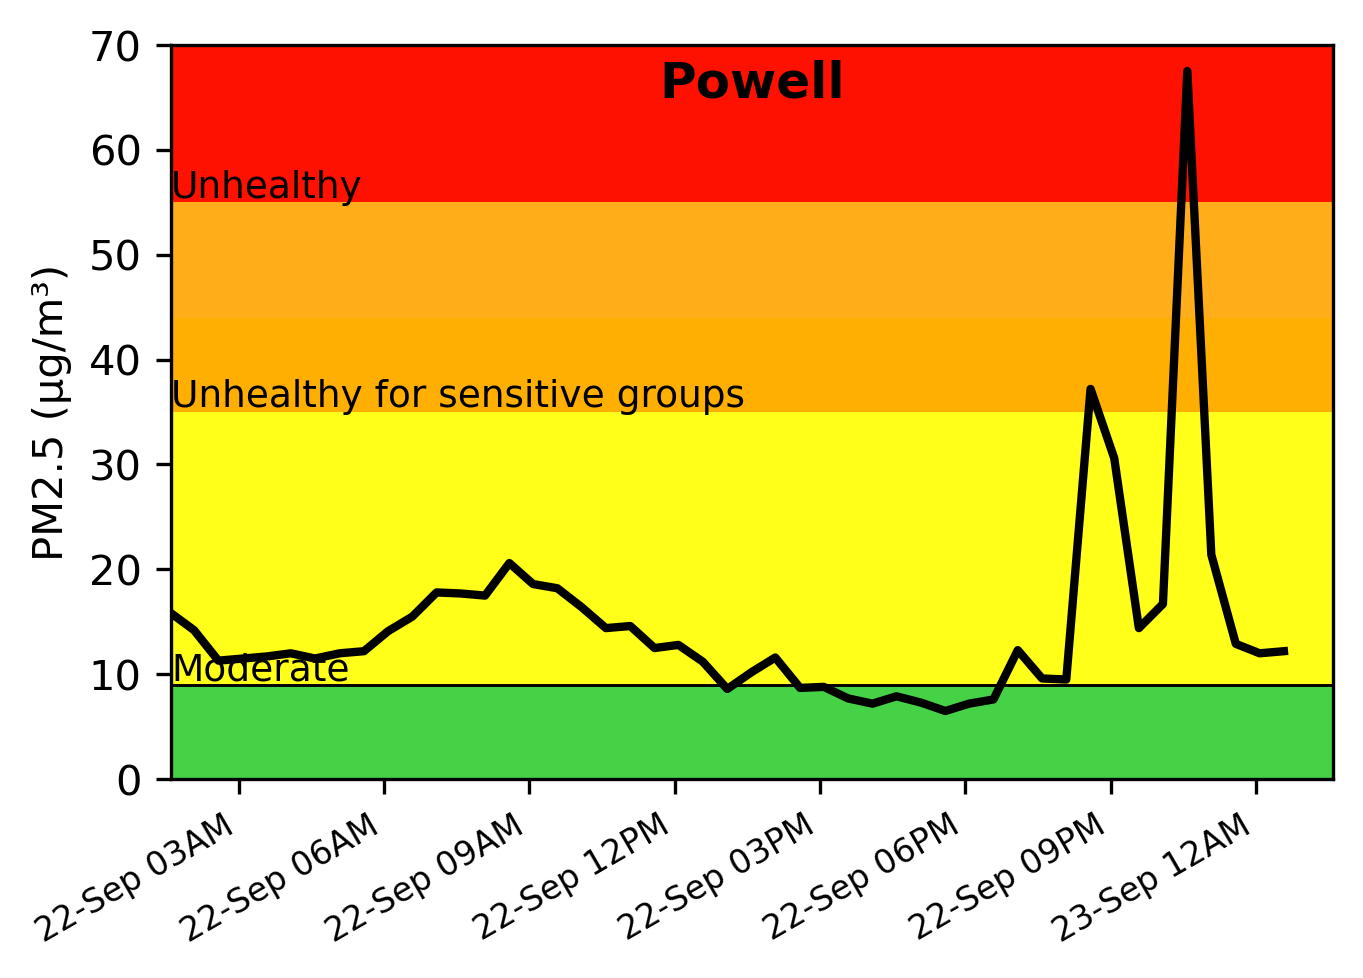 Powell
70
60
50
40
30
20
10
0
PM2.5 (µg/m³)
Unhealthy
Unhealthy for sensitive groups
Moderate
22-Sep 03AM
22-Sep 06AM
22-Sep 09AM
22-Sep 12PM
22-Sep 03PM
22-Sep 06PM
22-Sep 09PM
23-Sep 12AM